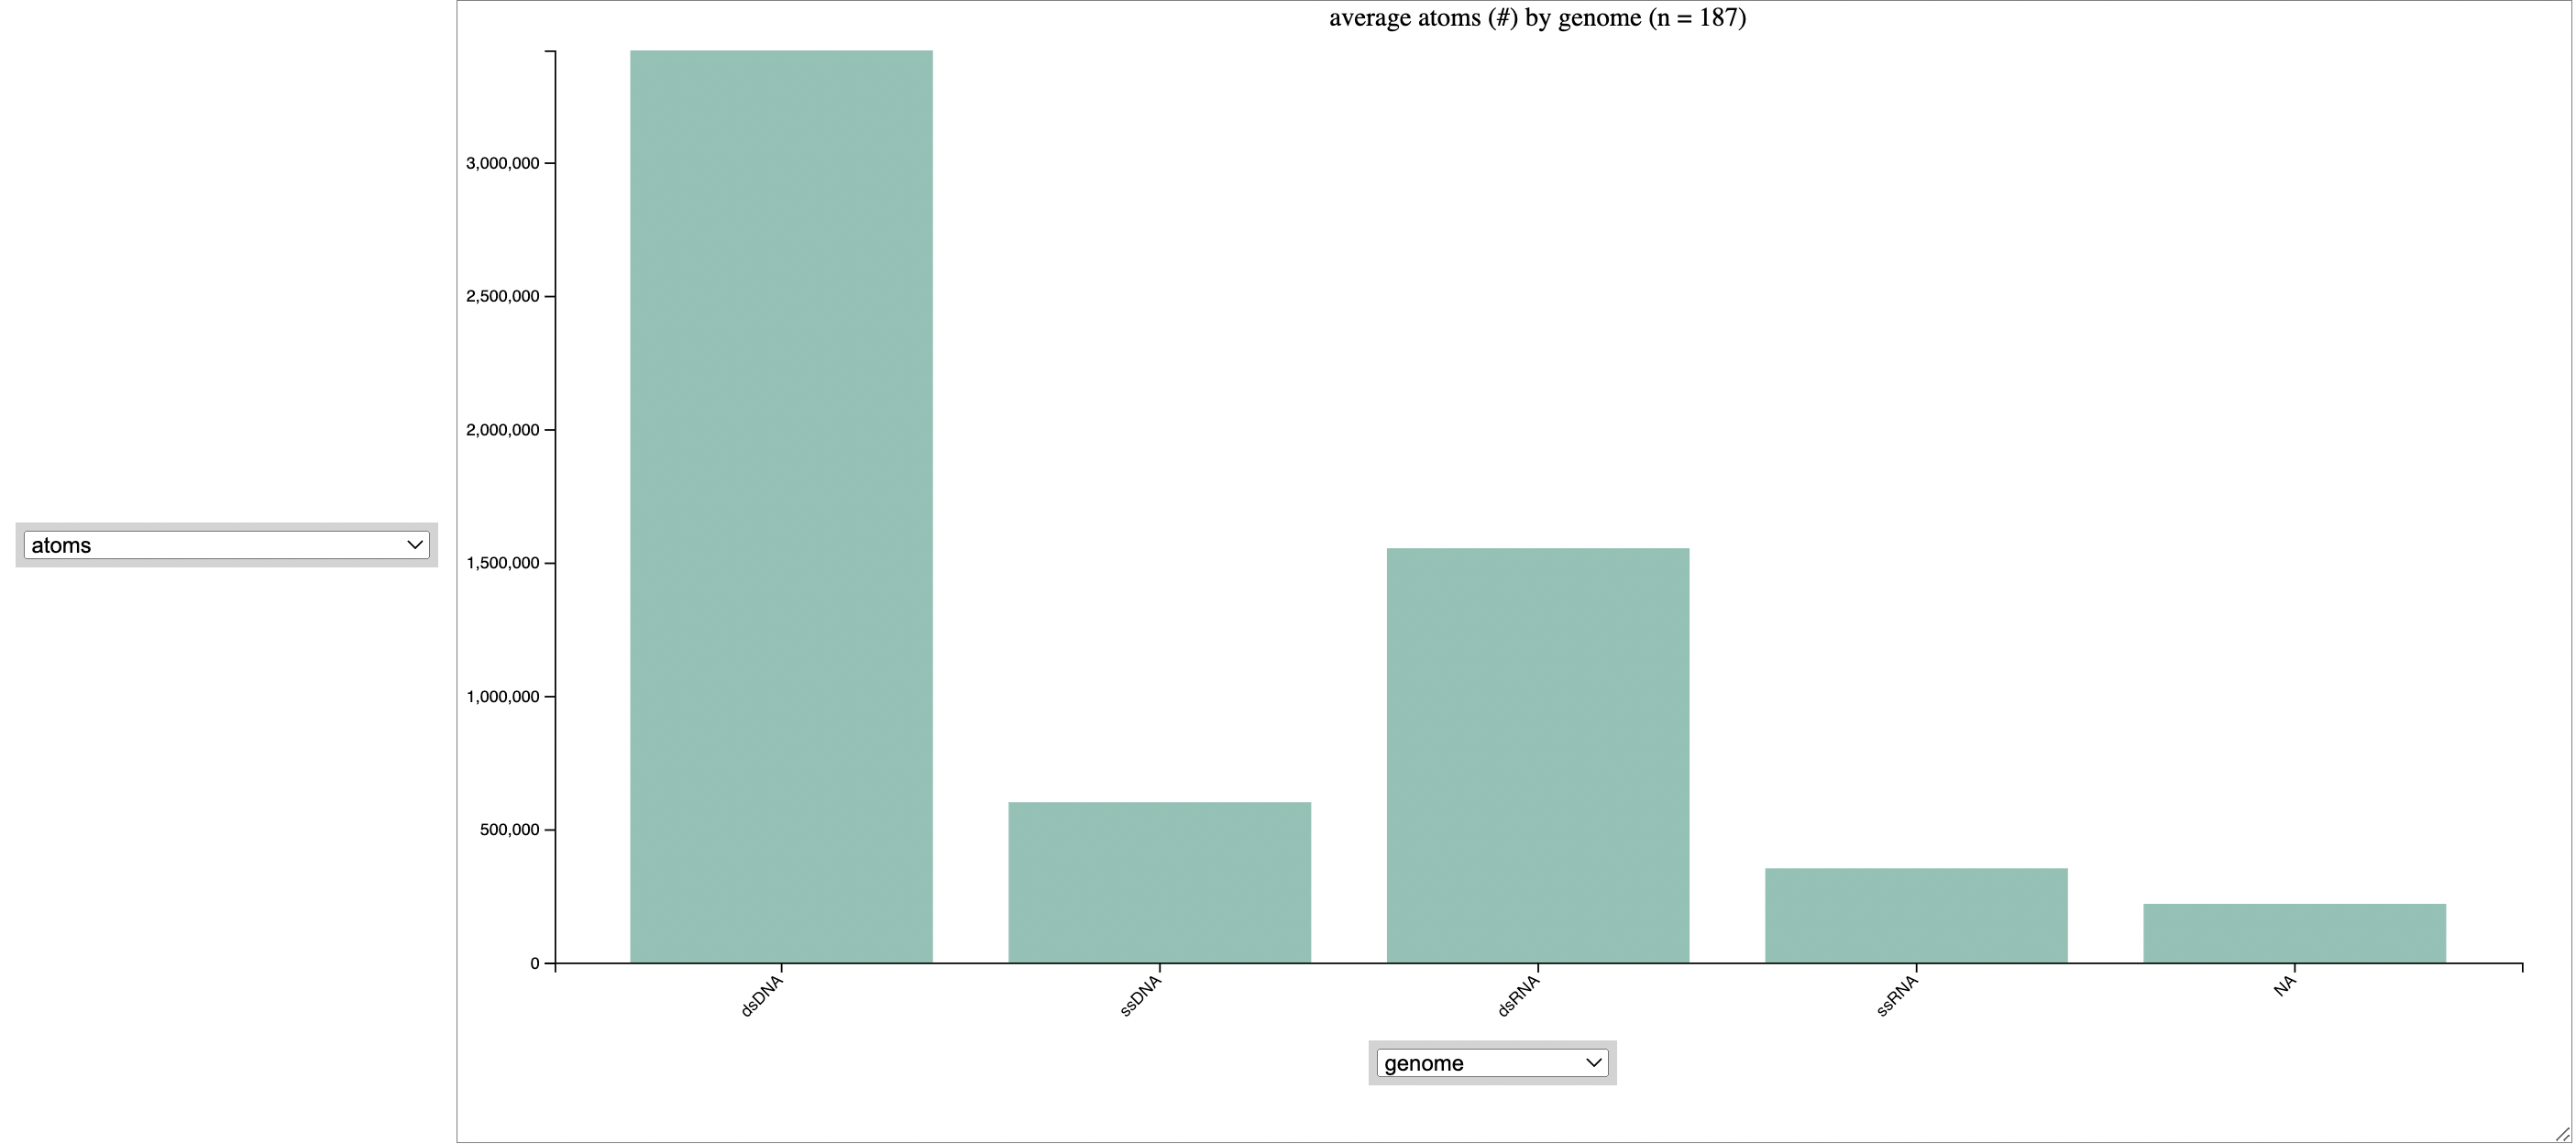 average atoms (#) by genome (n = 187)
3,000,000
2,500,000
2,000,000
1,500,000
1,000,000
500,000
0
atoms
dsDNA
ssDNA
dsRNA
ssRNA
NA
genome